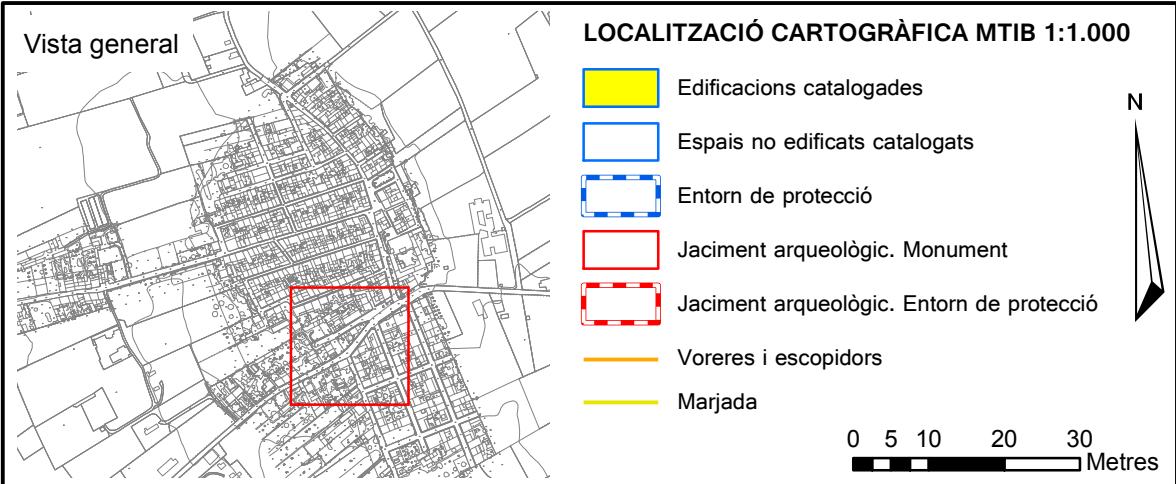 Vista general
LOCALITZACIÓ CARTOGRÀFICA MTIB 1:1.000
Edificacions catalogades
Espais no edificats catalogats
Entorn de protecció
Jaciment arqueològic. Monument
Jaciment arqueològic. Entorn de protecció
Voreres i escopidors
Marjada
N
0 5 10 20 30
Metres